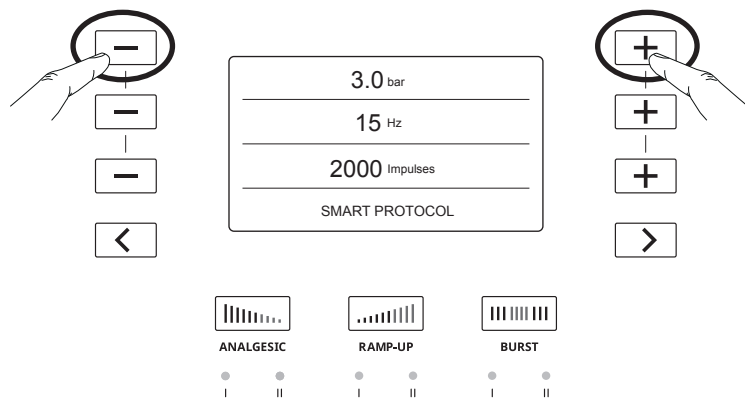 3.0 bar
15 Hz
2000 Impulses
SMART PROTOCOL
ANALGESIC RAMP-UP BURST
I II I II I II